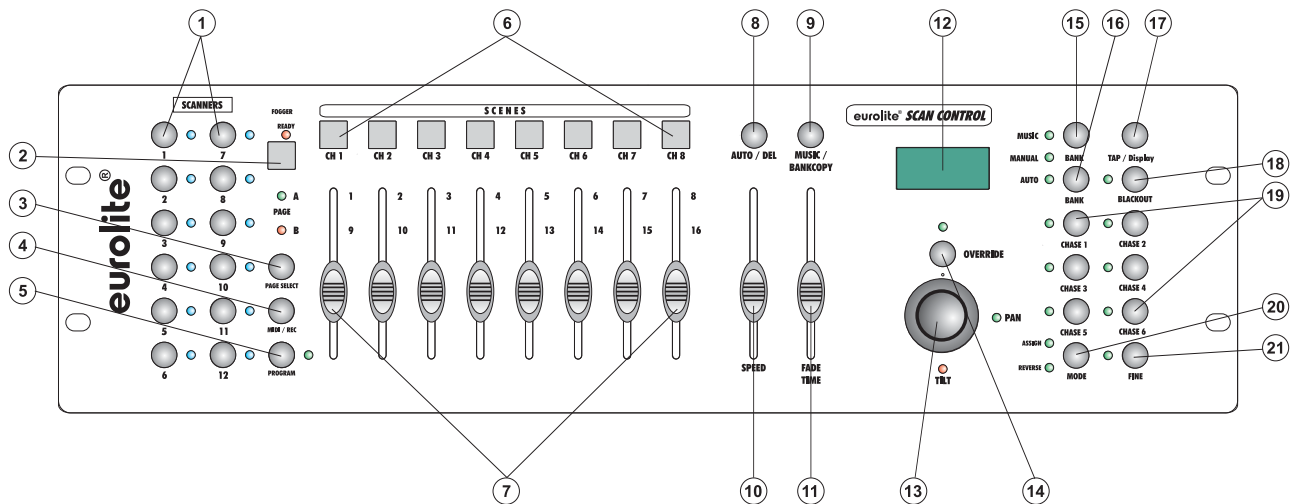 1
6
8
9
12
15
16
17
SCANNERS
FOGGER
READY
SCENES
eurolite® SCAN CONTROL
MUSIC
MANUAL
AUTO
1
7
CH 1
CH 2
CH 3
CH 4
CH 5
CH 6
CH 7
CH 8
AUTO / DEL
MUSIC /
BANKCOPY
BANK
TAP / Display
2
18
eurolite®
2
8
A
PAGE
B
1
2
3
4
5
6
7
8
BANK
BLACKOUT
3
19
3
9
9
10
11
12
13
14
15
16
CHASE 1
CHASE 2
OVERRIDE
4
4
10
PAGE SELECT
CHASE 3
CHASE 4
5
5
11
MIDI / REC
PAN
CHASE 5
CHASE 6
20
6
12
PROGRAM
SPEED
FADE
TIME
TILT
ASSIGN
REVERSE
MODE
FINE
21
7
10
11
13
14